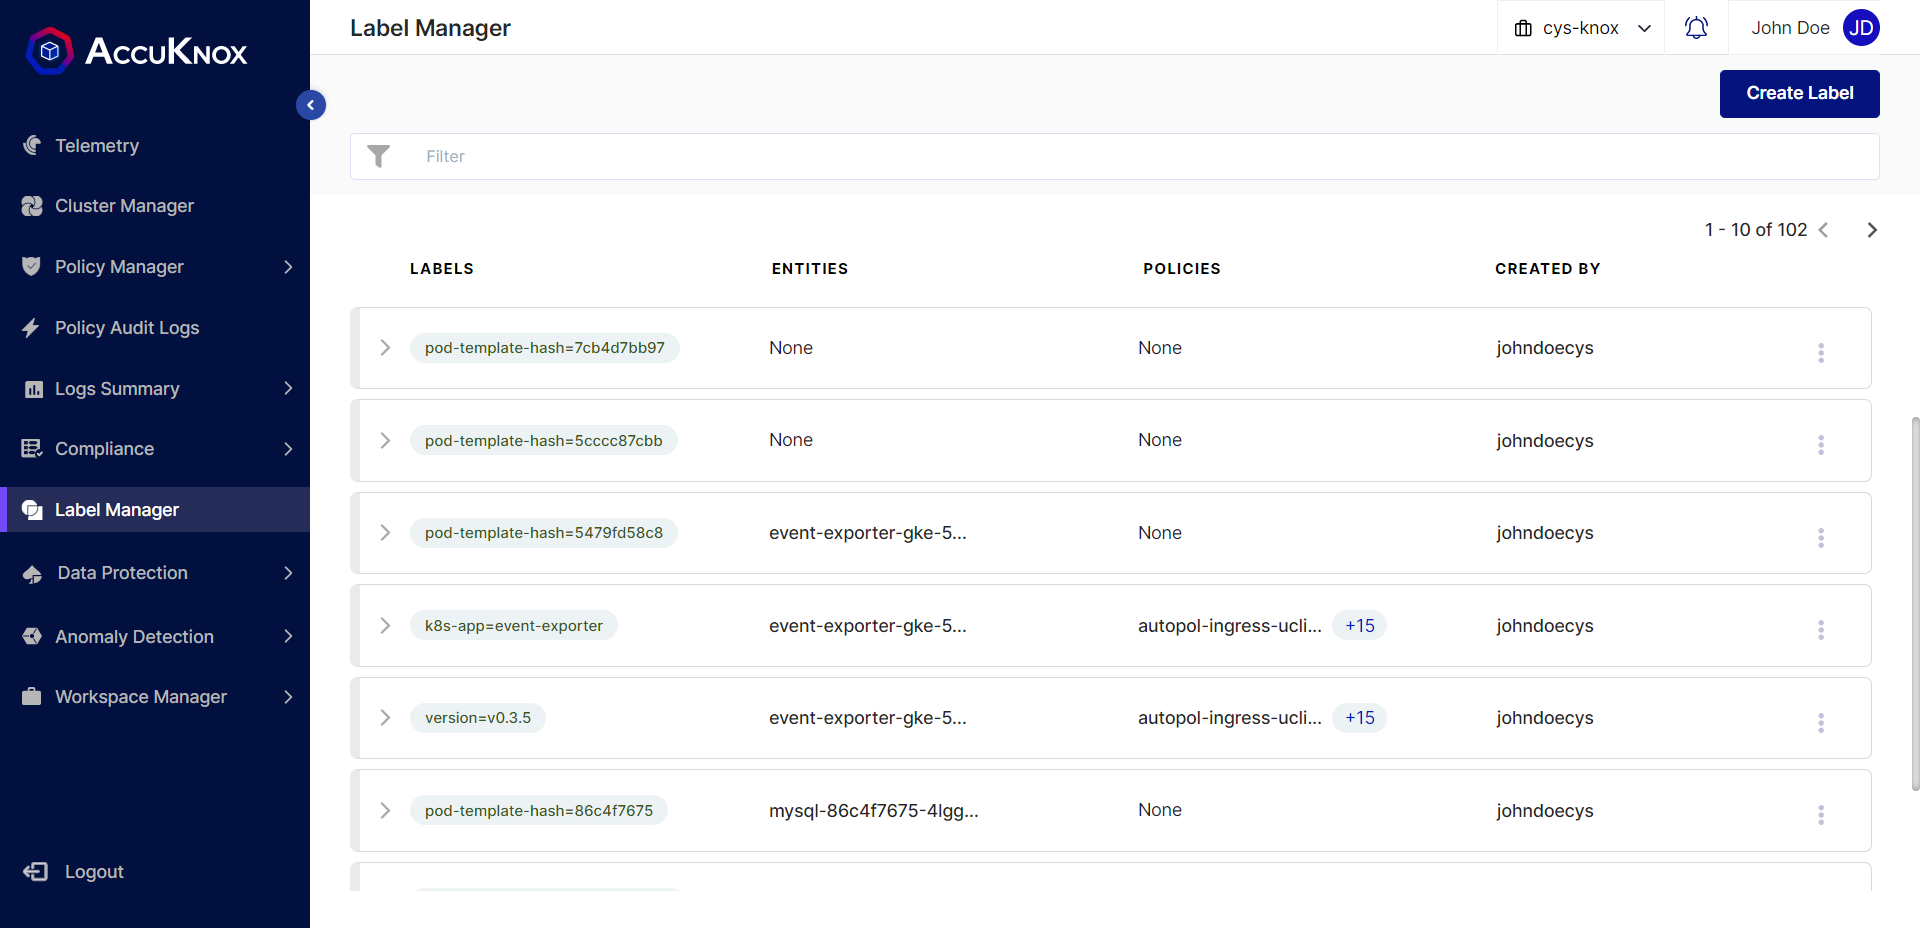 AccuKnox
Telemetry
Cluster Manager
Policy Manager
Policy Audit Logs
Logs Summary
Compliance
Label Manager
Data Protection
Anomaly Detection
Workspace Manager
Logout
Label Manager
cys-knox
John Doe JD
Create Label
Filter
1 - 10 of 102
LABELS ENTITIES POLICIES CREATED BY
pod-template-hash=7cb4d7bb97 None None johndoecys
pod-template-hash=5cccc87cbb None None johndoecys
pod-template-hash=5479fd58c8 event-exporter-gke-5... None johndoecys
k8s-app=event-exporter event-exporter-gke-5... autopol-ingress-ucli... +15 johndoecys
version=v0.3.5 event-exporter-gke-5... autopol-ingress-ucli... +15 johndoecys
pod-template-hash=86c4f7675 mysql-86c4f7675-4lgg... None johndoecys